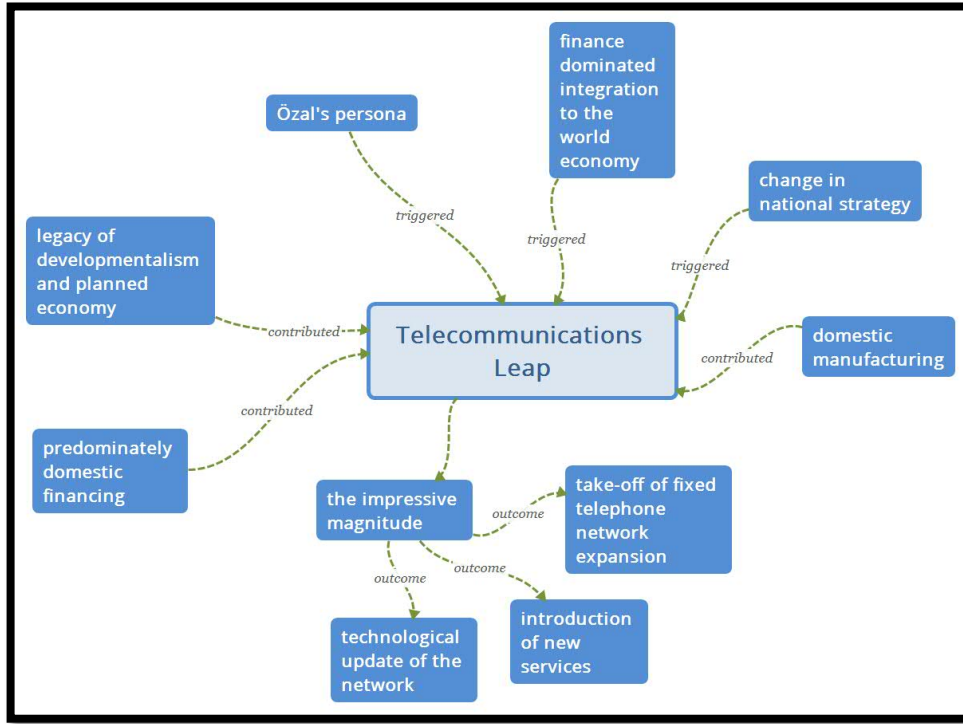 finance
dominated
integration
to the
world
economy
Özal's persona
change in
national strategy
triggered
triggered
triggered
legacy of
developmentalism
and planned
economy
contributed
Telecommunications
Leap
domestic
manufacturing
contributed
contributed
predominately
domestic
financing
the impressive
magnitude
outcome
take-off of fixed
telephone
network
expansion
outcome
outcome
technological
update of the
network
introduction
of new
services